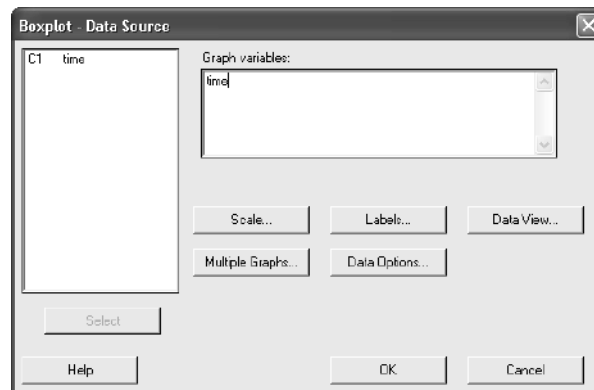 Boxplot - Data Source
C1 time
Graph variables:
time
Scale...
Labels...
Data View...
Multiple Graphs...
Data Options...
Select
Help
OK
Cancel